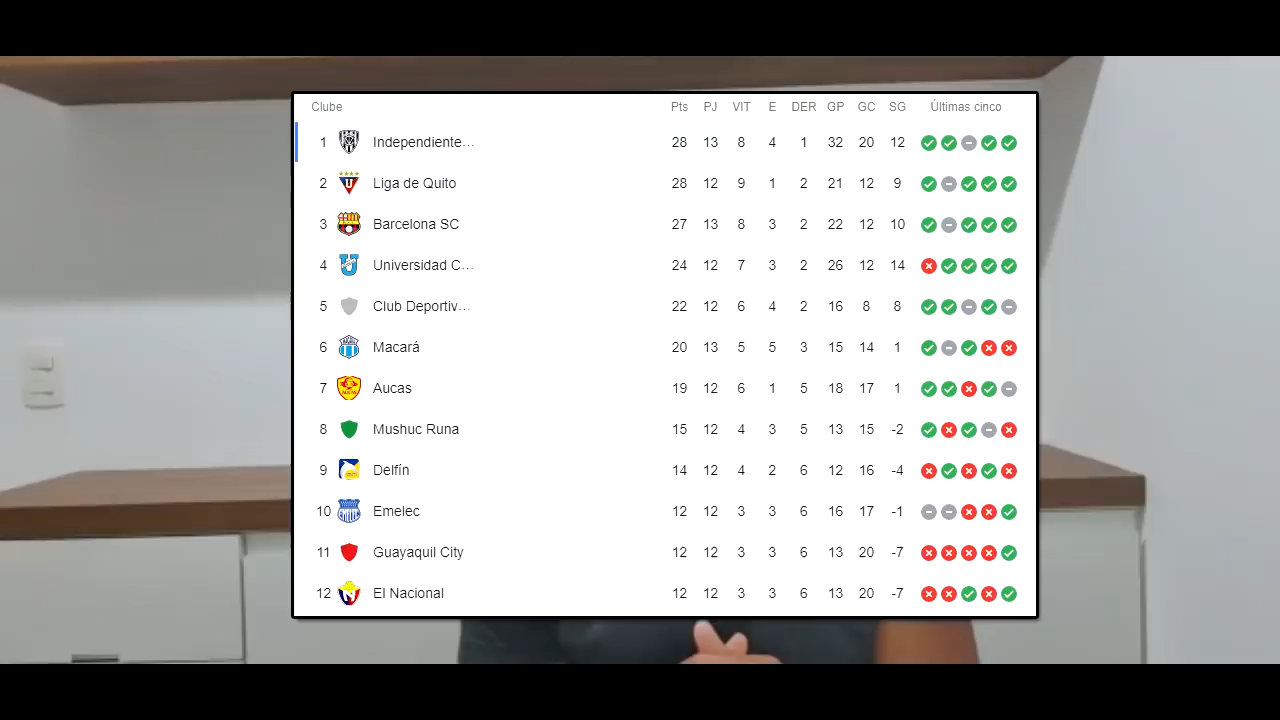 Clube Pts PJ VIT E DER GP GC SG Últimas cinco
1 Independiente... 28 13 8 4 1 32 20 12
2 Liga de Quito 28 12 9 1 2 21 12 9
3 Barcelona SC 27 13 8 3 2 22 12 10
4 Universidad C... 24 12 7 3 2 26 12 14
5 Club Deportiv... 22 12 6 4 2 16 8 8
6 Macará 20 13 5 5 3 15 14 1
7 Aucas 19 12 6 1 5 18 17 1
8 Mushuc Runa 15 12 4 3 5 13 15 -2
9 Delfín 14 12 4 2 6 12 16 -4
10 Emelec 12 12 3 3 6 16 17 -1
11 Guayaquil City 12 12 3 3 6 13 20 -7
12 El Nacional 12 12 3 3 6 13 20 -7